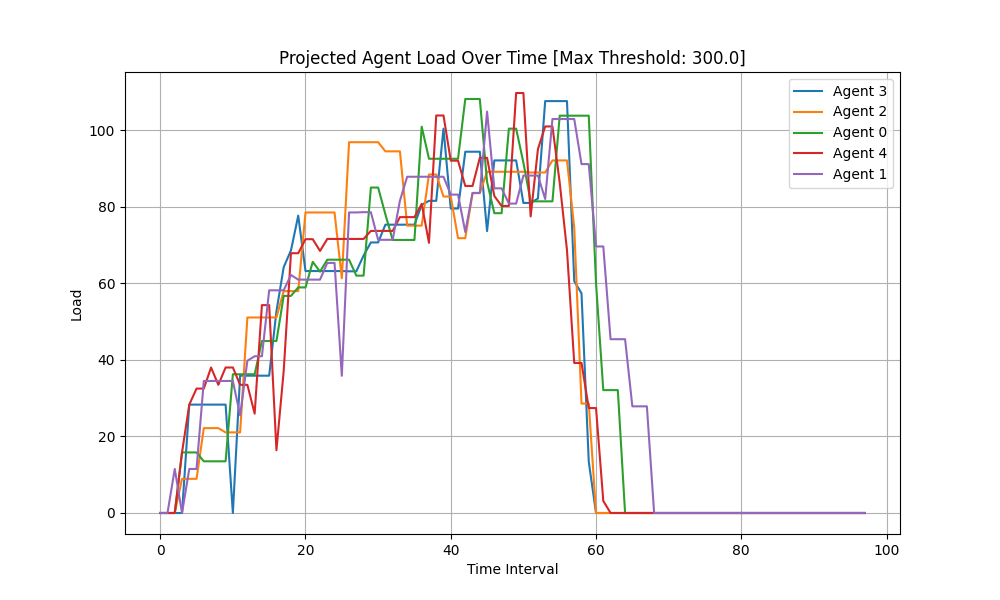 Projected Agent Load Over Time [Max Threshold: 300.0]
Agent 3
Agent 2
Agent 0
Agent 4
Agent 1
Load
100
80
60
40
20
0
0 20 40 60 80 100
Time Interval